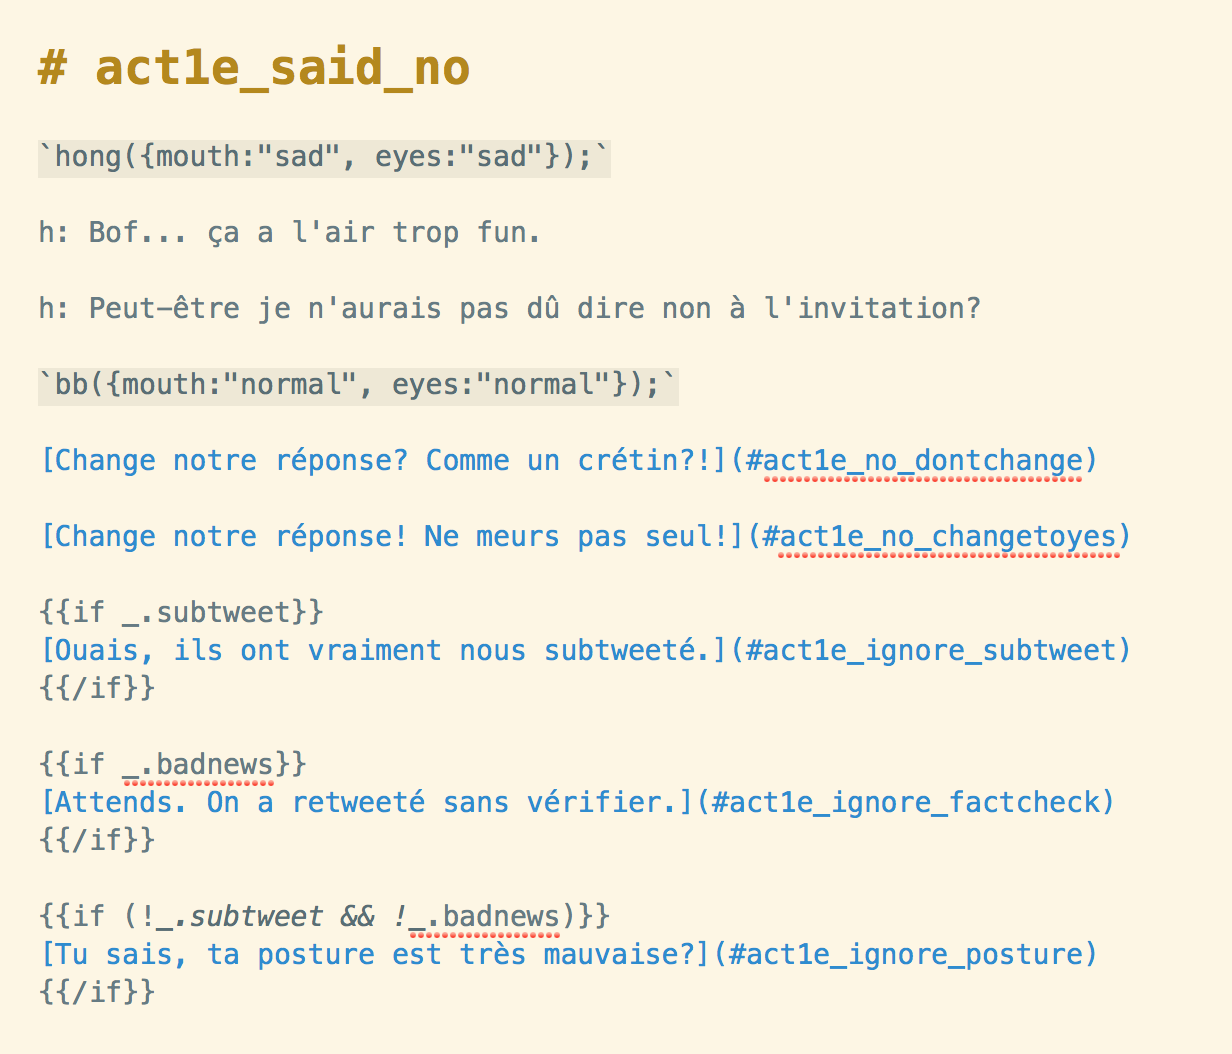 # act1e_said_no
`hong({mouth:"sad", eyes:"sad"});`
h: Bof... ça a l'air trop fun.
h: Peut-être je n'aurais pas dû dire non à l'invitation?
`bb({mouth:"normal", eyes:"normal"});`
[Change notre réponse? Comme un crétin?!](#act1e_no_dontchange)
[Change notre réponse! Ne meurs pas seul!](#act1e_no_changetoyes)
{{if _.subtweet}}
[Ouais, ils ont vraiment nous subtweeté.](#act1e_ignore_subtweet)
{{/if}}
{{if _.badnews}}
[Attends. On a retweeté sans vérifier.](#act1e_ignore_factcheck)
{{/if}}
{{if (!_.subtweet && !_.badnews)}}
[Tu sais, ta posture est très mauvaise?](#act1e_ignore_posture)
{{/if}}